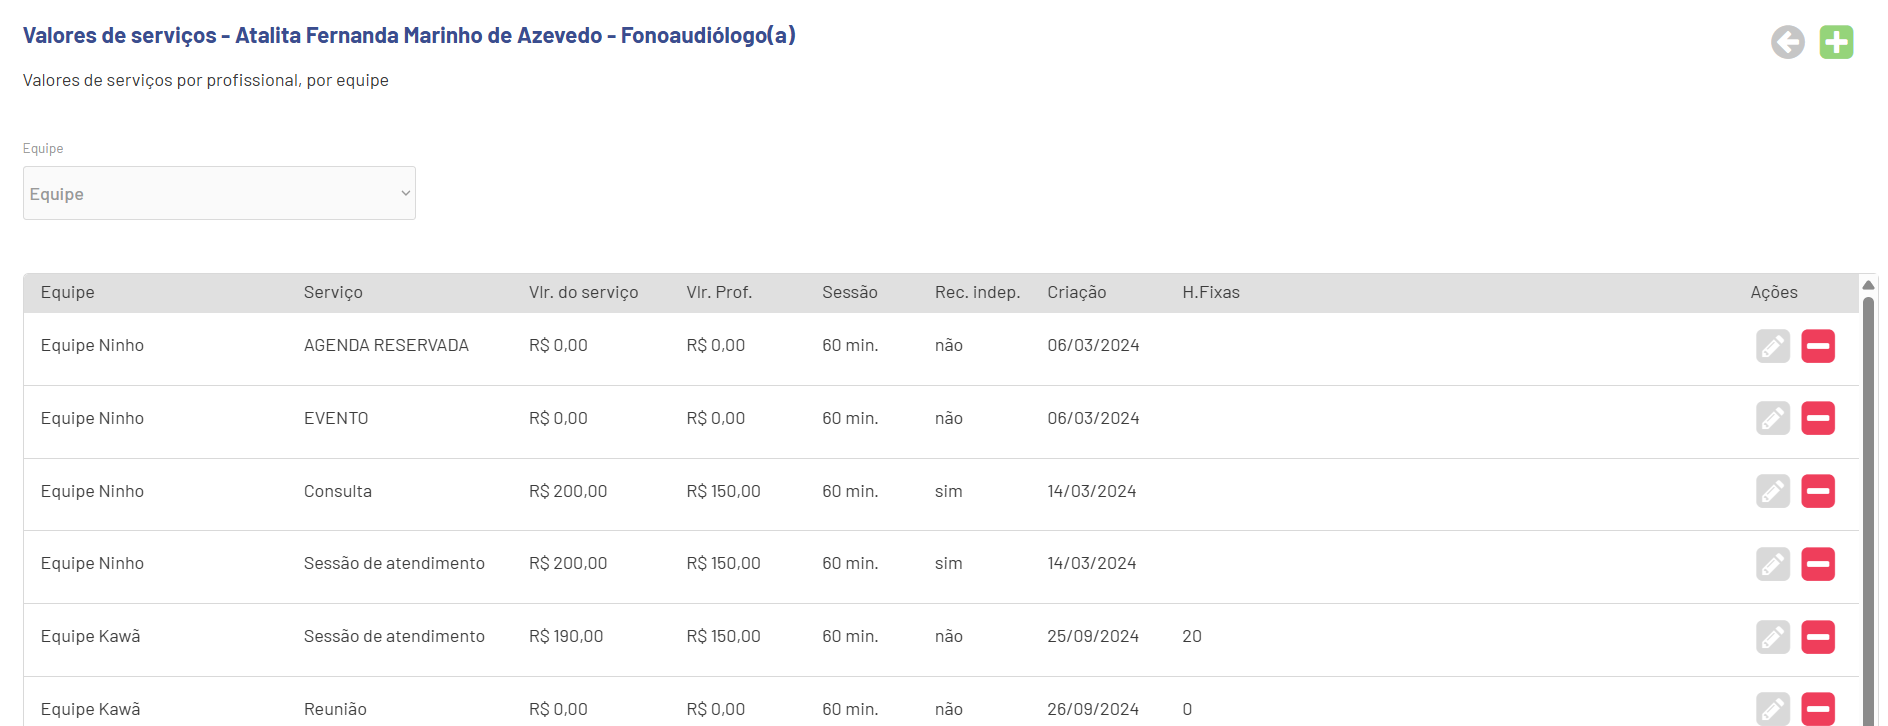 Valores de serviços - Atalita Fernanda Marinho de Azevedo - Fonoaudiólogo(a)
Valores de serviços por profissional, por equipe
Equipe
Equipe
Equipe Serviço Vlr. do serviço Vlr. Prof. Sessão Rec. indep. Criação H.Fixas Ações
Equipe Ninho AGENDA RESERVADA R$ 0,00 R$ 0,00 60 min. não 06/03/2024
Equipe Ninho EVENTO R$ 0,00 R$ 0,00 60 min. não 06/03/2024
Equipe Ninho Consulta R$ 200,00 R$ 150,00 60 min. sim 14/03/2024
Equipe Ninho Sessão de atendimento R$ 200,00 R$ 150,00 60 min. sim 14/03/2024
Equipe Kawã Sessão de atendimento R$ 190,00 R$ 150,00 60 min. não 25/09/2024 20
Equipe Kawã Reunião R$ 0,00 R$ 0,00 60 min. não 26/09/2024 0